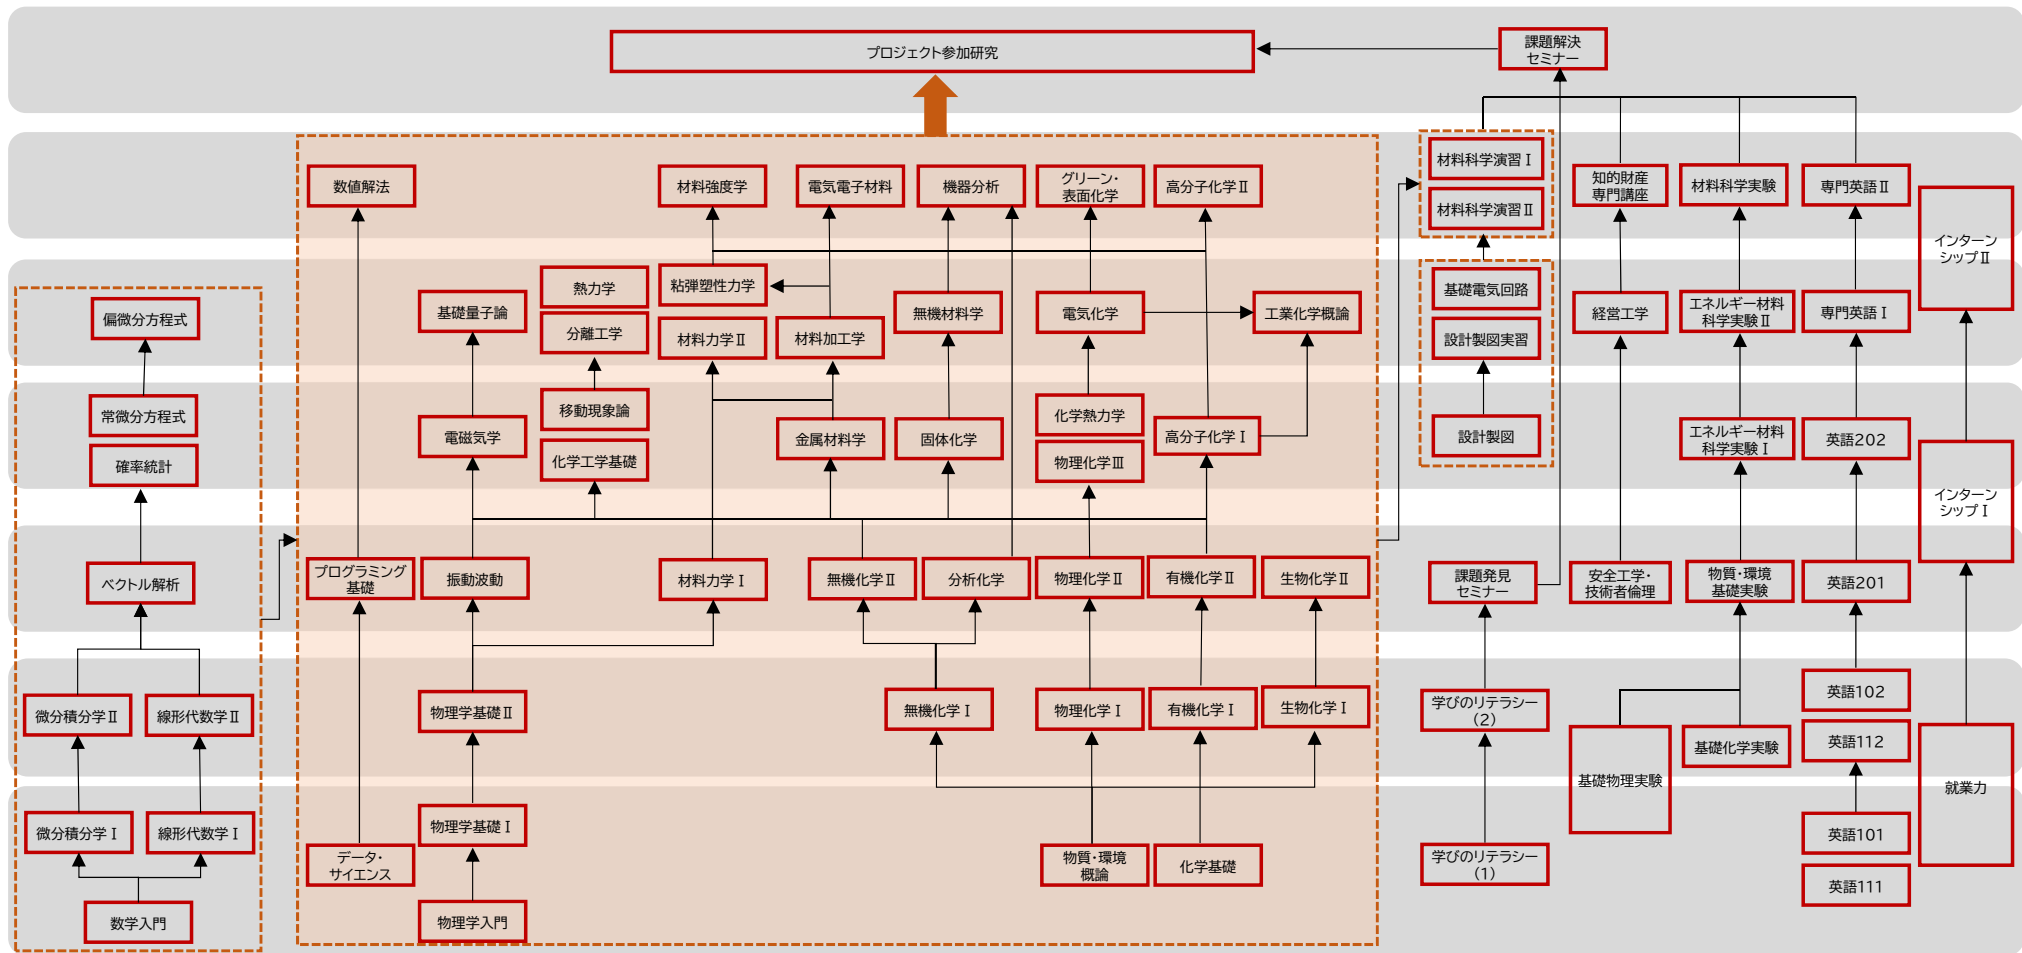 プロジェクト参加研究
課題解決
セミナー
数値解法
材料強度学
電気電子材料
機器分析
グリーン・
表面化学
高分子化学Ⅱ
材料科学演習Ⅰ
材料科学演習Ⅱ
知的財産
専門講座
材料科学実験
専門英語Ⅱ
インターン
シップⅡ
偏微分方程式
基礎量子論
熱力学
分離工学
粘弾塑性力学
材料力学Ⅱ
材料加工学
無機材料学
電気化学
工業化学概論
基礎電気回路
設計製図実習
経営工学
エネルギー材料
科学実験Ⅱ
専門英語Ⅰ
常微分方程式
確率統計
電磁気学
移動現象論
化学工学基礎
金属材料学
固体化学
化学熱力学
物理化学Ⅲ
高分子化学Ⅰ
設計製図
エネルギー材料
科学実験Ⅰ
英語202
インターン
シップⅠ
ベクトル解析
プログラミング
基礎
振動波動
材料力学Ⅰ
無機化学Ⅱ
分析化学
物理化学Ⅱ
有機化学Ⅱ
生物化学Ⅱ
課題発見
セミナー
安全工学・
技術者倫理
物質・環境
基礎実験
英語201
微分積分学Ⅱ
線形代数学Ⅱ
物理学基礎Ⅱ
無機化学Ⅰ
物理化学Ⅰ
有機化学Ⅰ
生物化学Ⅰ
学びのリテラシー
（2）
基礎物理実験
基礎化学実験
英語102
英語112
就業力
微分積分学Ⅰ
線形代数学Ⅰ
物理学基礎Ⅰ
データ・
サイエンス
物質・環境
概論
化学基礎
学びのリテラシー
（1）
英語101
英語111
数学入門
物理学入門